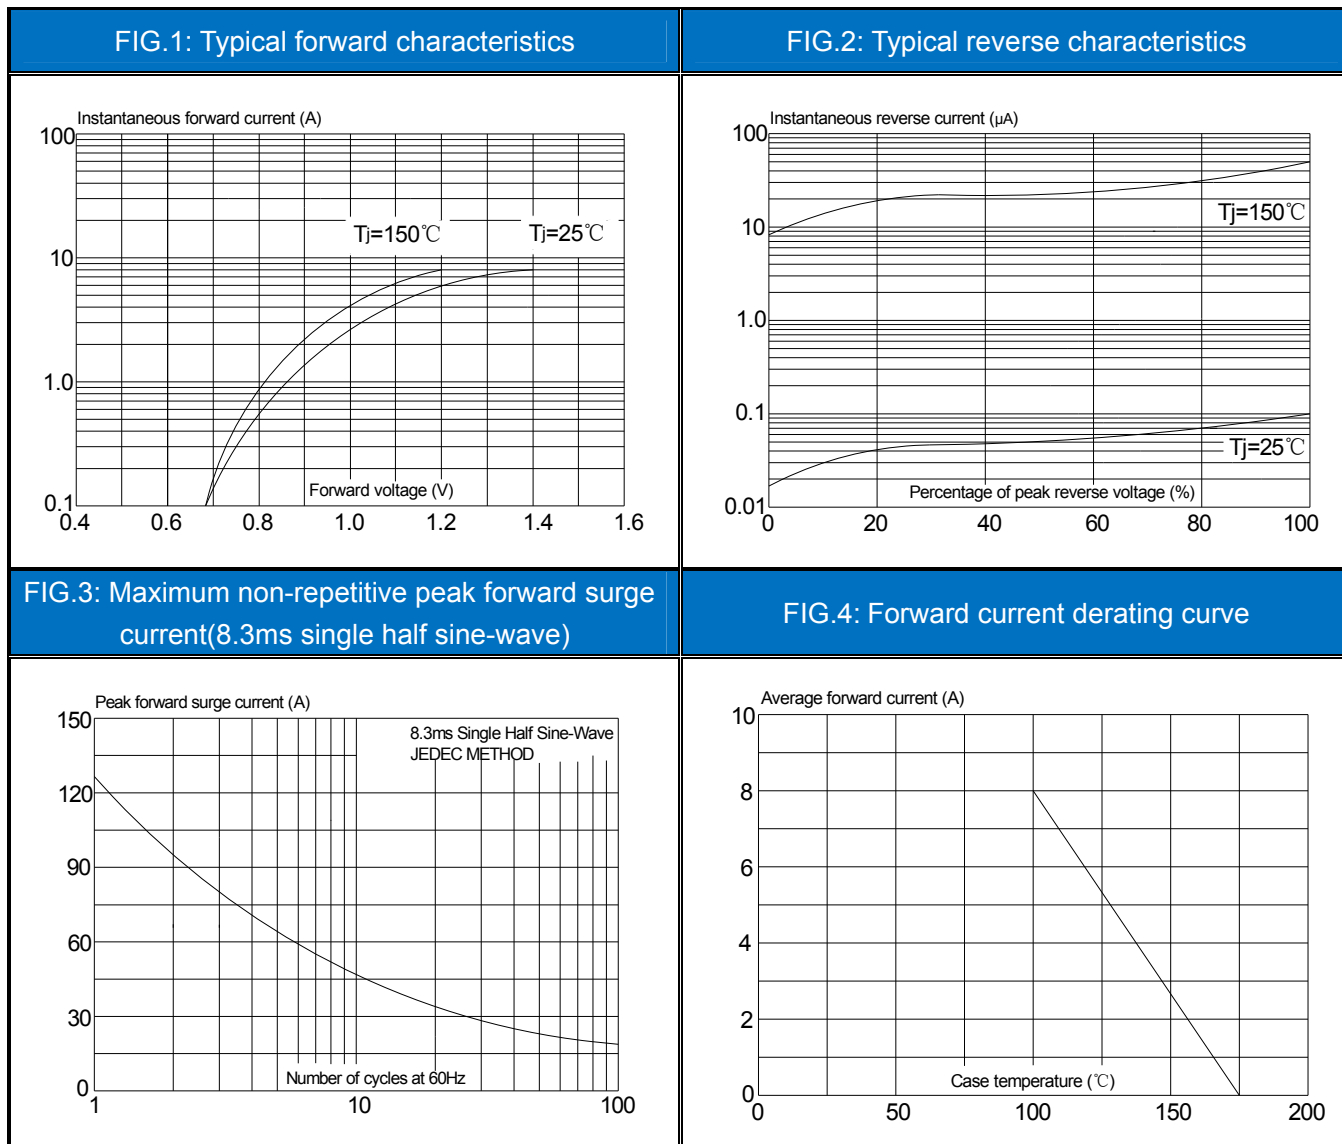 FIG.1: Typical forward characteristics
FIG.2: Typical reverse characteristics
Instantaneous forward current (A)
100
10
1.0
0.1
Tj=150℃
Tj=25℃
Forward voltage (V)
0.4
0.6
0.8
1.0
1.2
1.4
1.6
Instantaneous reverse current (μA)
100
10
1.0
0.1
0.01
Tj=150℃
Tj=25℃
Percentage of peak reverse voltage (%)
0
20
40
60
80
100
FIG.3: Maximum non-repetitive peak forward surge
current(8.3ms single half sine-wave)
FIG.4: Forward current derating curve
Peak forward surge current (A)
150
120
90
60
30
0
8.3ms Single Half Sine-Wave
JEDEC METHOD
Number of cycles at 60Hz
1
10
100
Average forward current (A)
10
8
6
4
2
0
Case temperature (℃)
0
50
100
150
200